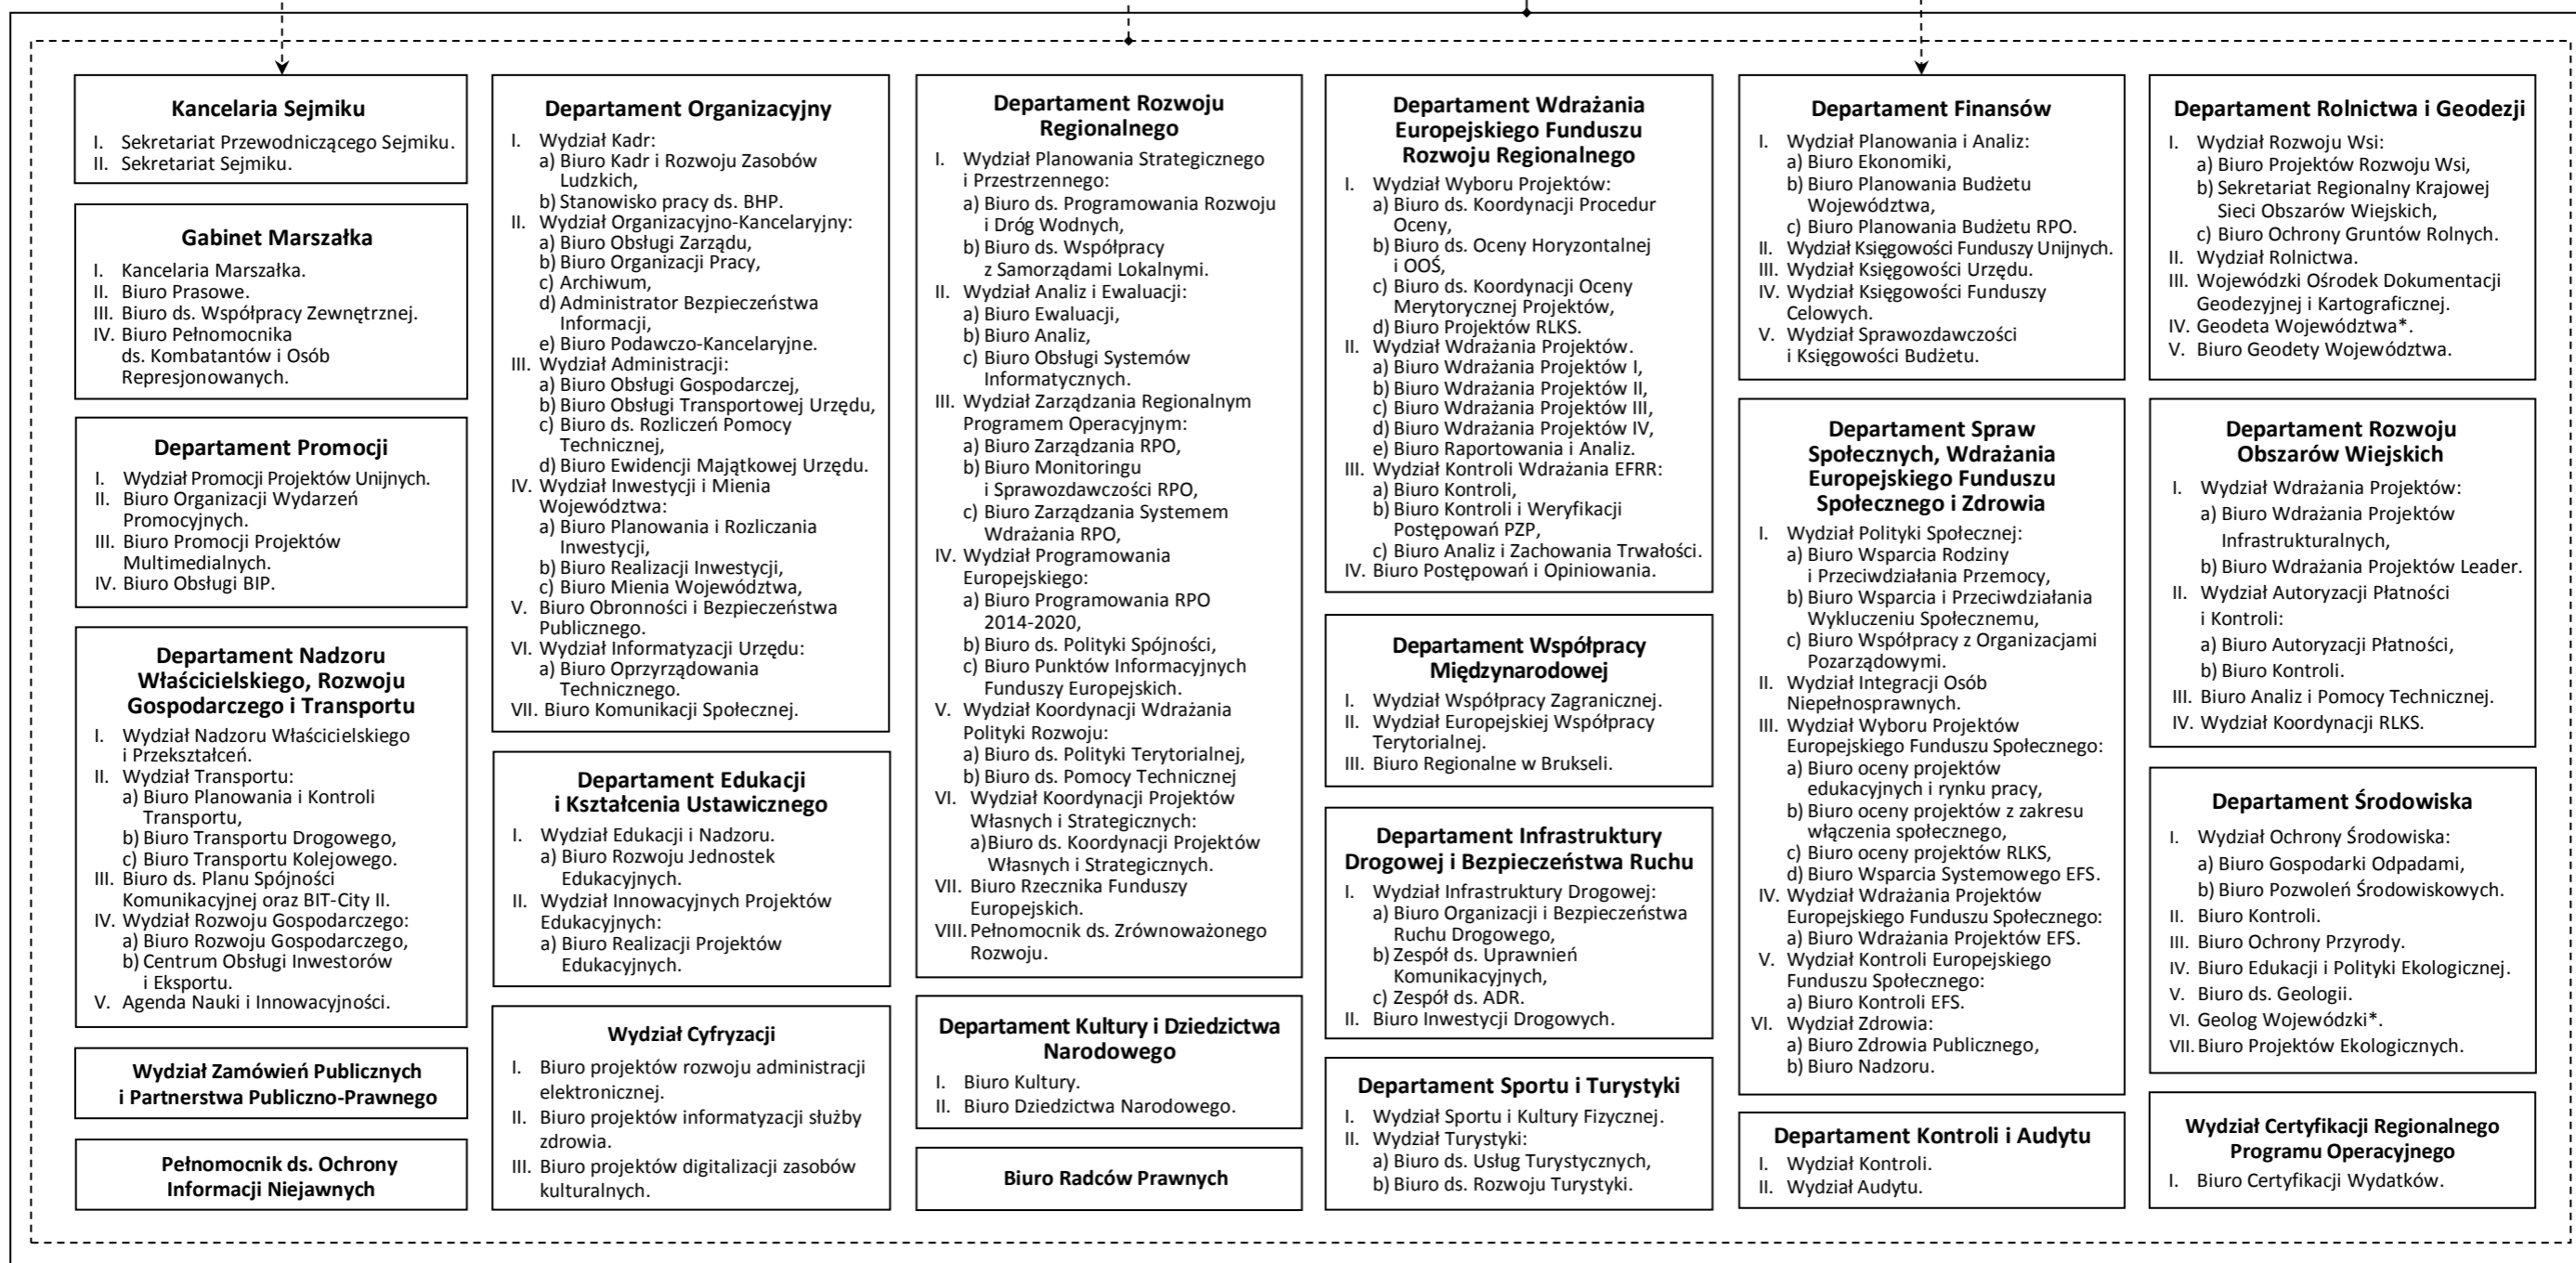 Kancelaria Sejmiku
I. Sekretariat Przewodniczącego Sejmiku.
II. Sekretariat Sejmiku.
Gabinet Marszałka
I. Kancelaria Marszałka.
II. Biuro Prasowe.
III. Biuro ds. Współpracy Zewnętrznej.
IV. Biuro Pełnomocnika
ds. Kombatantów i Osób
Represjonowanych.
Departament Promocji
I. Wydział Promocji Projektów Unijnych.
II. Biuro Organizacji Wydarzeń
Promocyjnych.
III. Biuro Promocji Projektów
Multimedialnych.
IV. Biuro Obsługi BIP.
Departament Nadzoru
Właścicielskiego, Rozwoju
Gospodarczego i Transportu
I. Wydział Nadzoru Właścicielskiego
i Przekształceń.
II. Wydział Transportu:
a) Biuro Planowania i Kontroli
Transportu,
b) Biuro Transportu Drogowego,
c) Biuro Transportu Kolejowego.
III. Biuro ds. Planu Spójności
Komunikacyjnej oraz BIT-City II.
IV. Wydział Rozwoju Gospodarczego:
a) Biuro Rozwoju Gospodarczego,
b) Centrum Obsługi Inwestorów
i Eksportu.
V. Agenda Nauki i Innowacyjności.
Wydział Zamówień Publicznych
i Partnerstwa Publiczno-Prawnego
Pełnomocnik ds. Ochrony
Informacji Niejawnych
Departament Organizacyjny
I. Wydział Kadr:
a) Biuro Kadr i Rozwoju Zasobów
Ludzkich,
b) Stanowisko pracy ds. BHP.
II. Wydział Organizacyjno-Kancelaryjny:
a) Biuro Obsługi Zarządu,
b) Biuro Organizacji Pracy,
c) Archiwum,
d) Administrator Bezpieczeństwa
Informacji,
e) Biuro Podawczo-Kancelaryjne.
III. Wydział Administracji:
a) Biuro Obsługi Gospodarczej,
b) Biuro Obsługi Transportowej Urzędu,
c) Biuro ds. Rozliczeń Pomocy
Technicznej,
d) Biuro Ewidencji Majątkowej Urzędu.
IV. Wydział Inwestycji i Mienia
Województwa:
a) Biuro Planowania i Rozliczania
Inwestycji,
b) Biuro Realizacji Inwestycji,
c) Biuro Mienia Województwa,
V. Biuro Obronności i Bezpieczeństwa
Publicznego.
VI. Wydział Informatyzacji Urzędu:
a) Biuro Oprzyrządowania
Technicznego.
VII. Biuro Komunikacji Społecznej.
Departament Edukacji
i Kształcenia Ustawicznego
I. Wydział Edukacji i Nadzoru.
a) Biuro Rozwoju Jednostek
Edukacyjnych.
II. Wydział Innowacyjnych Projektów
Edukacyjnych:
a) Biuro Realizacji Projektów
Edukacyjnych.
Wydział Cyfryzacji
I. Biuro projektów rozwoju administracji
elektronicznej.
II. Biuro projektów informatyzacji służby
zdrowia.
III. Biuro projektów digitalizacji zasobów
kulturalnych.
Departament Rozwoju
Regionalnego
I. Wydział Planowania Strategicznego
i Przestrzennego:
a) Biuro ds. Programowania Rozwoju
i Dróg Wodnych,
b) Biuro ds. Współpracy
z Samorządami Lokalnymi.
II. Wydział Analiz i Ewaluacji:
a) Biuro Ewaluacji,
b) Biuro Analiz,
c) Biuro Obsługi Systemów
Informatycznych.
III. Wydział Zarządzania Regionalnym
Programem Operacyjnym:
a) Biuro Zarządzania RPO,
b) Biuro Monitoringu
i Sprawozdawczości RPO,
c) Biuro Zarządzania Systemem
Wdrażania RPO,
IV. Wydział Programowania
Europejskiego:
a) Biuro Programowania RPO
2014-2020,
b) Biuro ds. Polityki Spójności,
c) Biuro Punktów Informacyjnych
Funduszy Europejskich.
V. Wydział Koordynacji Wdrażania
Polityki Rozwoju:
a) Biuro ds. Polityki Terytorialnej,
b) Biuro ds. Pomocy Technicznej
VI. Wydział Koordynacji Projektów
Własnych i Strategicznych:
a)Biuro ds. Koordynacji Projektów
Własnych i Strategicznych.
VII. Biuro Rzecznika Funduszy
Europejskich.
VIII. Pełnomocnik ds. Zrównoważonego
Rozwoju.
Departament Kultury i Dziedzictwa
Narodowego
I. Biuro Kultury.
II. Biuro Dziedzictwa Narodowego.
Biuro Radców Prawnych
Departament Wdrażania
Europejskiego Funduszu
Rozwoju Regionalnego
I. Wydział Wyboru Projektów:
a) Biuro ds. Koordynacji Procedur
Oceny,
b) Biuro ds. Oceny Horyzontalnej
i OOŚ,
c) Biuro ds. Koordynacji Oceny
Merytorycznej Projektów,
d) Biuro Projektów RLKS.
II. Wydział Wdrażania Projektów.
a) Biuro Wdrażania Projektów I,
b) Biuro Wdrażania Projektów II,
c) Biuro Wdrażania Projektów III,
d) Biuro Wdrażania Projektów IV,
e) Biuro Raportowania i Analiz.
III. Wydział Kontroli Wdrażania EFRR:
a) Biuro Kontroli,
b) Biuro Kontroli i Weryfikacji
Postępowań PZP,
c) Biuro Analiz i Zachowania Trwałości.
IV. Biuro Postępowań i Opiniowania.
Departament Współpracy
Międzynarodowej
I. Wydział Współpracy Zagranicznej.
II. Wydział Europejskiej Współpracy
Terytorialnej.
III. Biuro Regionalne w Brukseli.
Departament Infrastruktury
Drogowej i Bezpieczeństwa Ruchu
I. Wydział Infrastruktury Drogowej:
a) Biuro Organizacji i Bezpieczeństwa
Ruchu Drogowego,
b) Zespół ds. Uprawnień
Komunikacyjnych,
c) Zespół ds. ADR.
II. Biuro Inwestycji Drogowych.
Departament Sportu i Turystyki
I. Wydział Sportu i Kultury Fizycznej.
II. Wydział Turystyki:
a) Biuro ds. Usług Turystycznych,
b) Biuro ds. Rozwoju Turystyki.
Departament Finansów
I. Wydział Planowania i Analiz:
a) Biuro Ekonomiki,
b) Biuro Planowania Budżetu
Województwa,
c) Biuro Planowania Budżetu RPO.
II. Wydział Księgowości Funduszy Unijnych.
III. Wydział Księgowości Urzędu.
IV. Wydział Księgowości Funduszy
Celowych.
V. Wydział Sprawozdawczości
i Księgowości Budżetu.
Departament Spraw
Społecznych, Wdrażania
Europejskiego Funduszu
Społecznego i Zdrowia
I. Wydział Polityki Społecznej:
a) Biuro Wsparcia Rodziny
i Przeciwdziałania Przemocy,
b) Biuro Wsparcia i Przeciwdziałania
Wykluczeniu Społecznemu,
c) Biuro Współpracy z Organizacjami
Pozarządowymi.
II. Wydział Integracji Osób
Niepełnosprawnych.
III. Wydział Wyboru Projektów
Europejskiego Funduszu Społecznego:
a) Biuro oceny projektów
edukacyjnych i rynku pracy,
b) Biuro oceny projektów z zakresu
włączenia społecznego,
c) Biuro oceny projektów RLKS,
d) Biuro Wsparcia Systemowego EFS.
IV. Wydział Wdrażania Projektów
Europejskiego Funduszu Społecznego:
a) Biuro Wdrażania Projektów EFS.
V. Wydział Kontroli Europejskiego
Funduszu Społecznego:
a) Biuro Kontroli EFS.
VI. Wydział Zdrowia:
a) Biuro Zdrowia Publicznego,
b) Biuro Nadzoru.
Departament Kontroli i Audytu
I. Wydział Kontroli.
II. Wydział Audytu.
Departament Rolnictwa i Geodezji
I. Wydział Rozwoju Wsi:
a) Biuro Projektów Rozwoju Wsi,
b) Sekretariat Regionalny Krajowej
Sieci Obszarów Wiejskich,
c) Biuro Ochrony Gruntów Rolnych.
II. Wydział Rolnictwa.
III. Wojewódzki Ośrodek Dokumentacji
Geodezyjnej i Kartograficznej.
IV. Geodeta Województwa*.
V. Biuro Geodety Województwa.
Departament Rozwoju
Obszarów Wiejskich
I. Wydział Wdrażania Projektów:
a) Biuro Wdrażania Projektów
Infrastrukturalnych,
b) Biuro Wdrażania Projektów Leader.
II. Wydział Autoryzacji Płatności
i Kontroli:
a) Biuro Autoryzacji Płatności,
b) Biuro Kontroli.
III. Biuro Analiz i Pomocy Technicznej.
IV. Wydział Koordynacji RLKS.
Departament Środowiska
I. Wydział Ochrony Środowiska:
a) Biuro Gospodarki Odpadami,
b) Biuro Pozwoleń Środowiskowych.
II. Biuro Kontroli.
III. Biuro Ochrony Przyrody.
IV. Biuro Edukacji i Polityki Ekologicznej.
V. Biuro ds. Geologii.
VI. Geolog Wojewódzki*.
VII. Biuro Projektów Ekologicznych.
Wydział Certyfikacji Regionalnego
Programu Operacyjnego
I. Biuro Certyfikacji Wydatków.